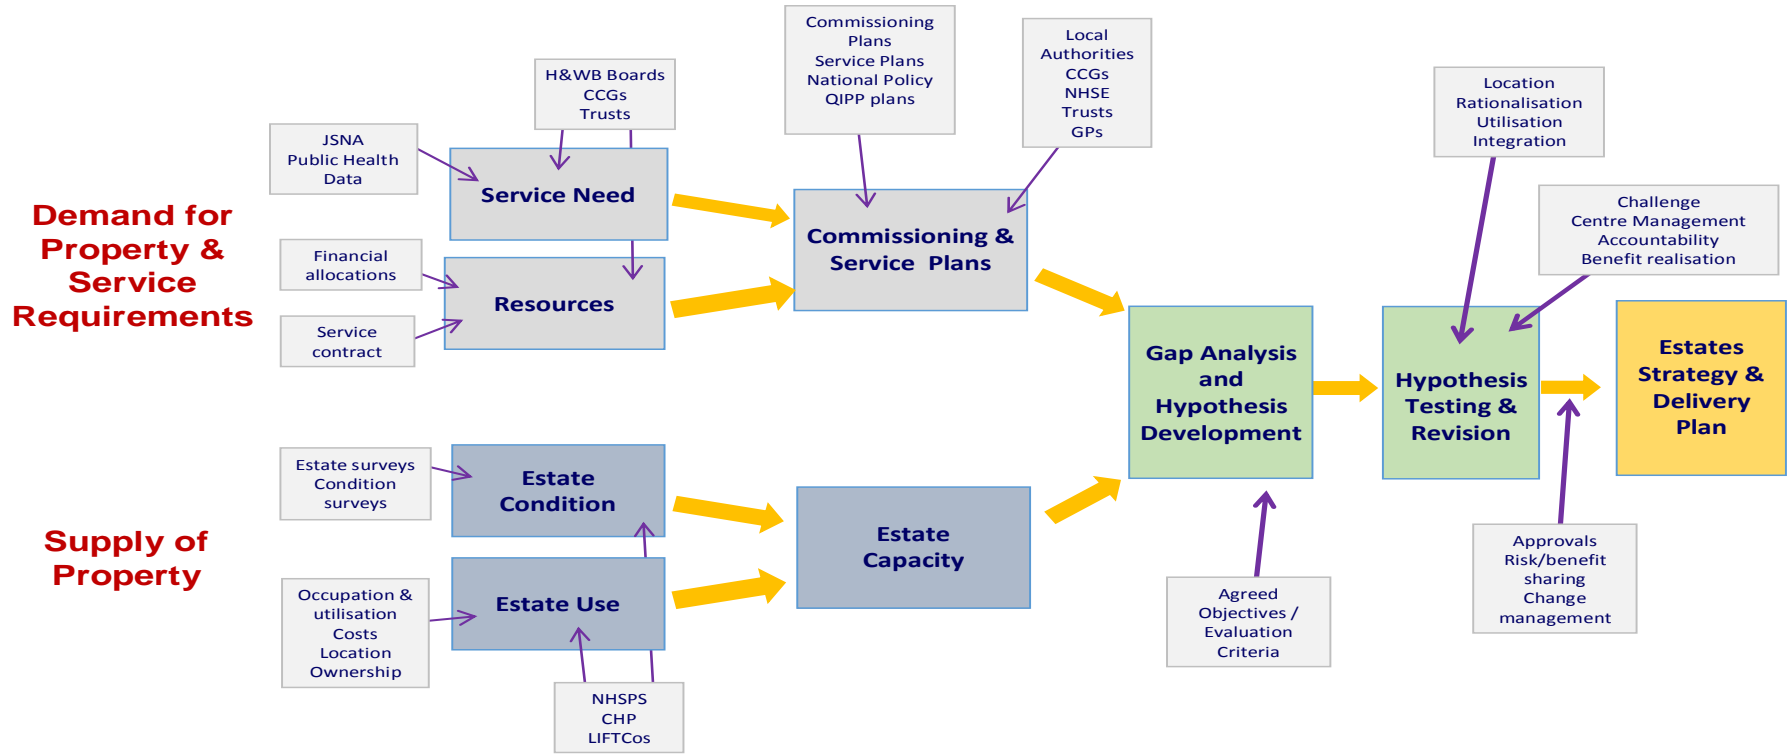 Commissioning
Plans
Service Plans
National Policy
QIPP plans
Local
Authorities
CCGs
NHSE
Trusts
GPs
H&WB Boards
CCGs
Trusts
Location
Rationalisation
Utilisation
Integration
JSNA
Public Health
Data
Service Need
Challenge
Centre Management
Accountability
Benefit realisation
Demand for
Property &
Service
Requirements
Financial
allocations
Commissioning &
Service Plans
Resources
Service
contract
Gap Analysis
and
Hypothesis
Development
Hypothesis
Testing &
Revision
Estates
Strategy &
Delivery
Plan
Estate surveys
Condition
surveys
Estate
Condition
Supply of
Property
Estate
Capacity
Approvals
Risk/benefit
sharing
Change
management
Occupation &
utilisation
Costs
Location
Ownership
Estate Use
Agreed
Objectives /
Evaluation
Criteria
NHSPS
CHP
LIFTCos